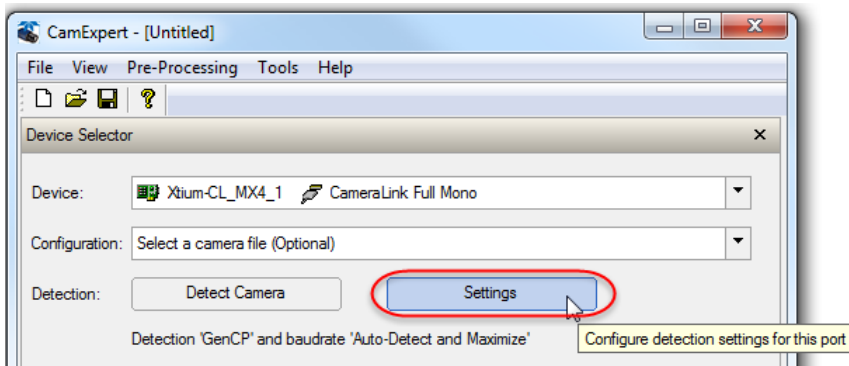 CamExpert - [Untitled]
File View Pre-Processing Tools Help
Device Selector
Device: Xtium-CL_MX4_1 CameraLink Full Mono
Configuration: Select a camera file (Optional)
Detection: Detect Camera Settings
Detection 'GenCP' and baudrate 'Auto-Detect and Maximize'
Configure detection settings for this port